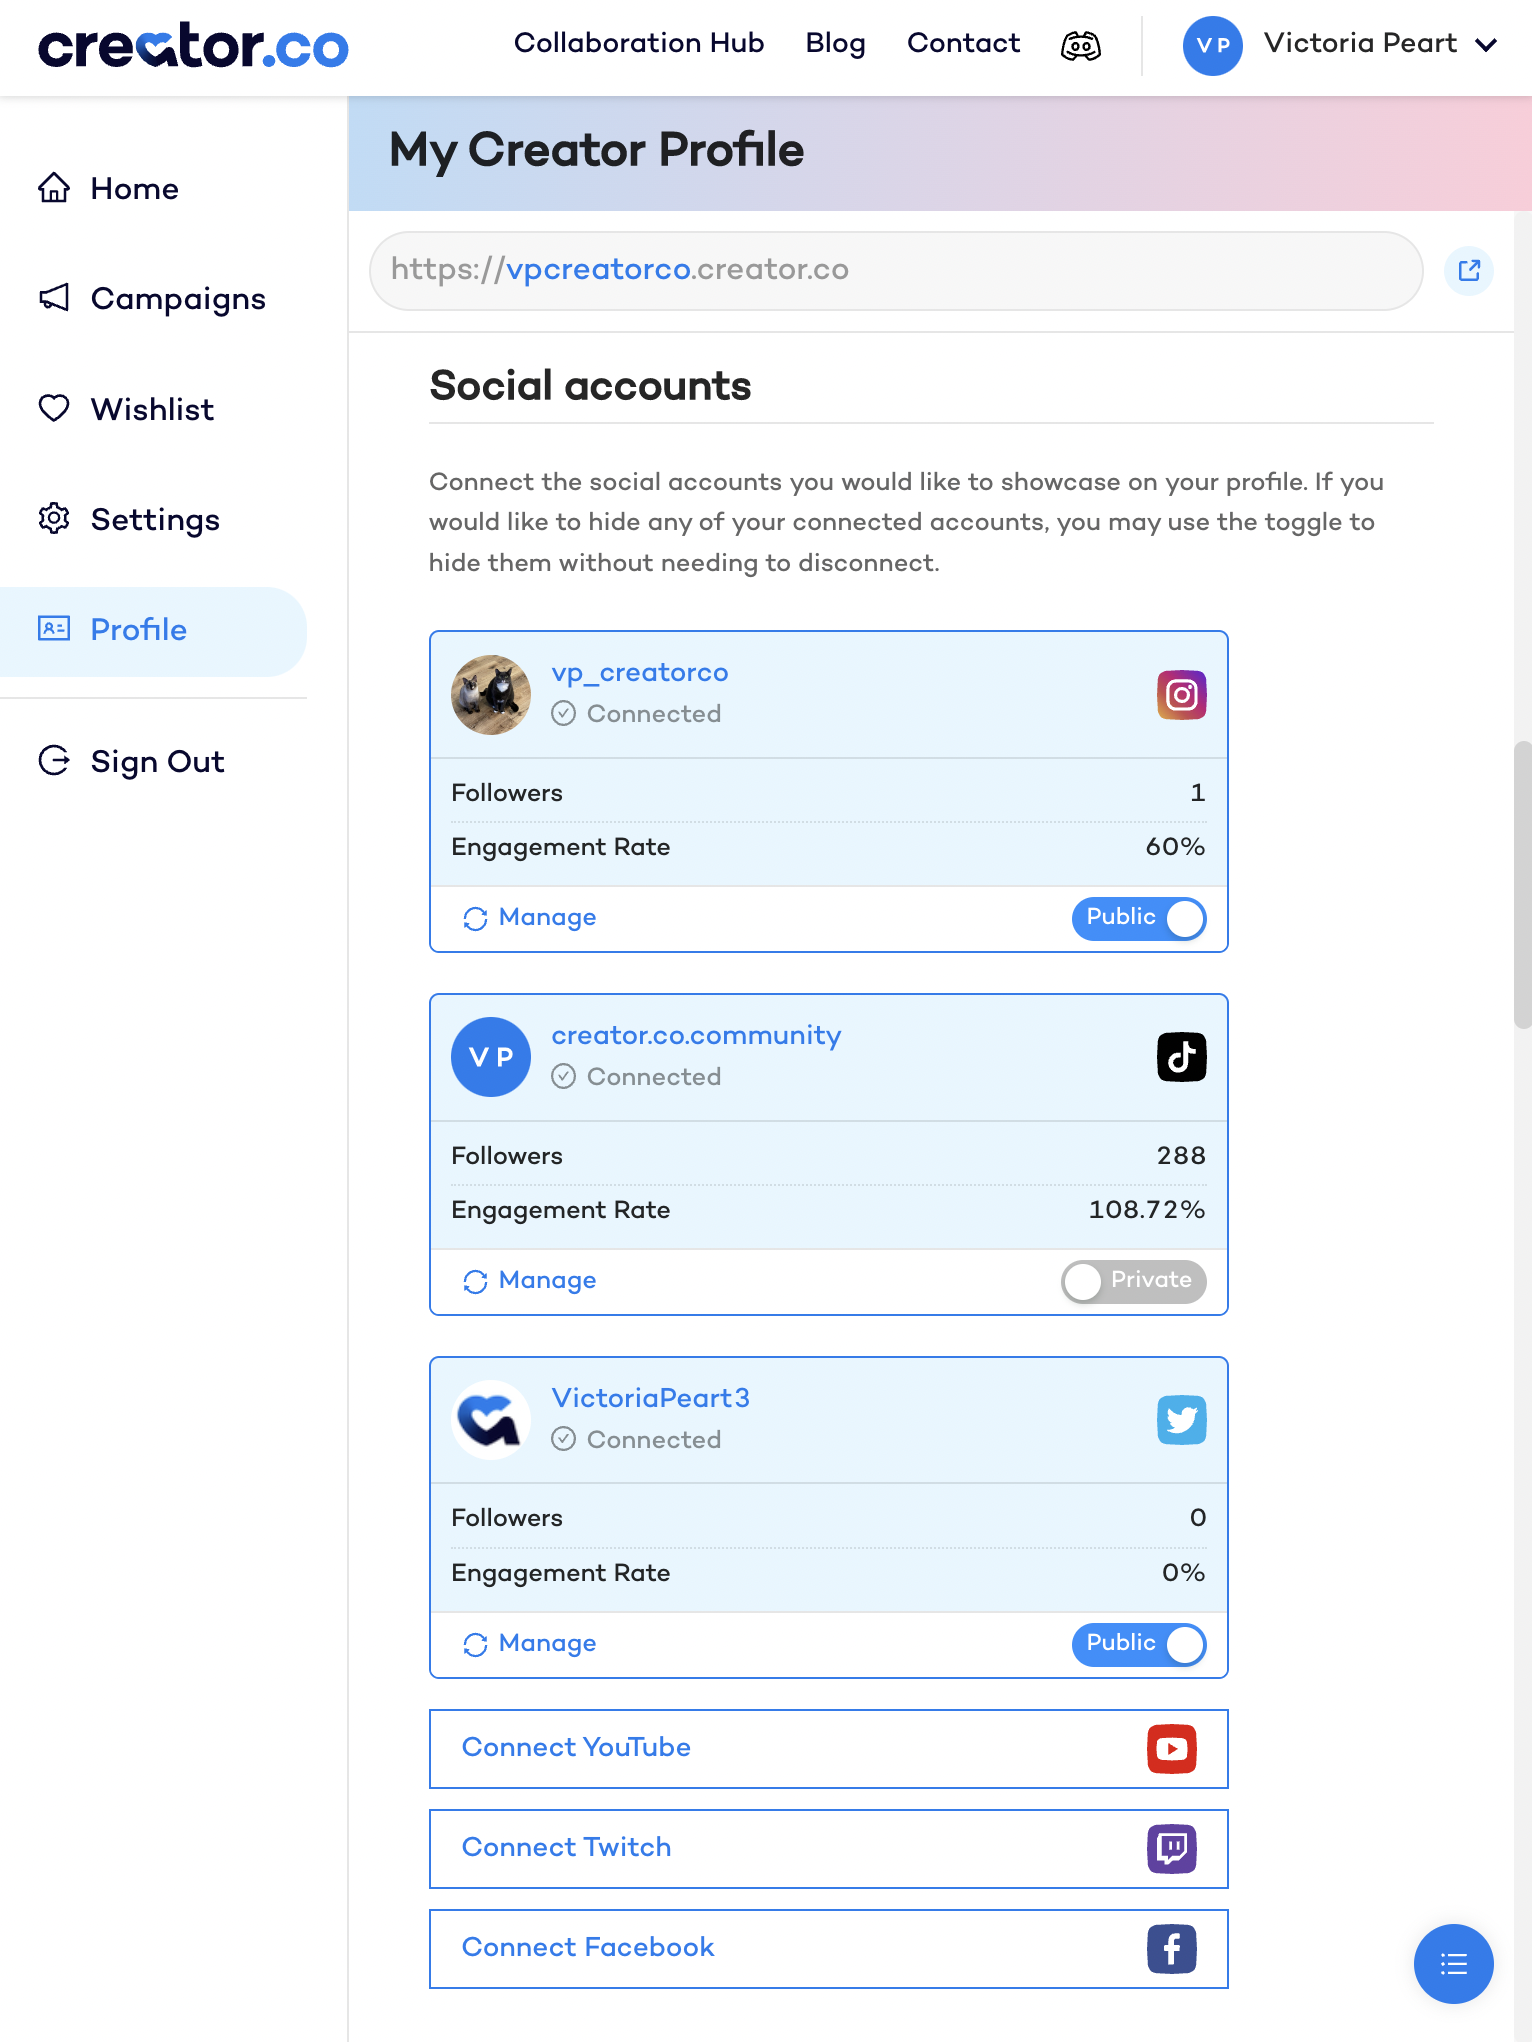 creator.co
Collaboration Hub
Blog
Contact
VP
Victoria Peart
Home
Campaigns
Wishlist
Settings
Profile
Sign Out
My Creator Profile
https://vpcreatorco.creator.co
Social accounts
Connect the social accounts you would like to showcase on your profile. If you
would like to hide any of your connected accounts, you may use the toggle to
hide them without needing to disconnect.
vp_creatorco
Connected
Followers 1
Engagement Rate 60%
Manage Public
VP
creator.co.community
Connected
Followers 288
Engagement Rate 108.72%
Manage Private
VictoriaPeart3
Connected
Followers 0
Engagement Rate 0%
Manage Public
Connect YouTube
Connect Twitch
Connect Facebook